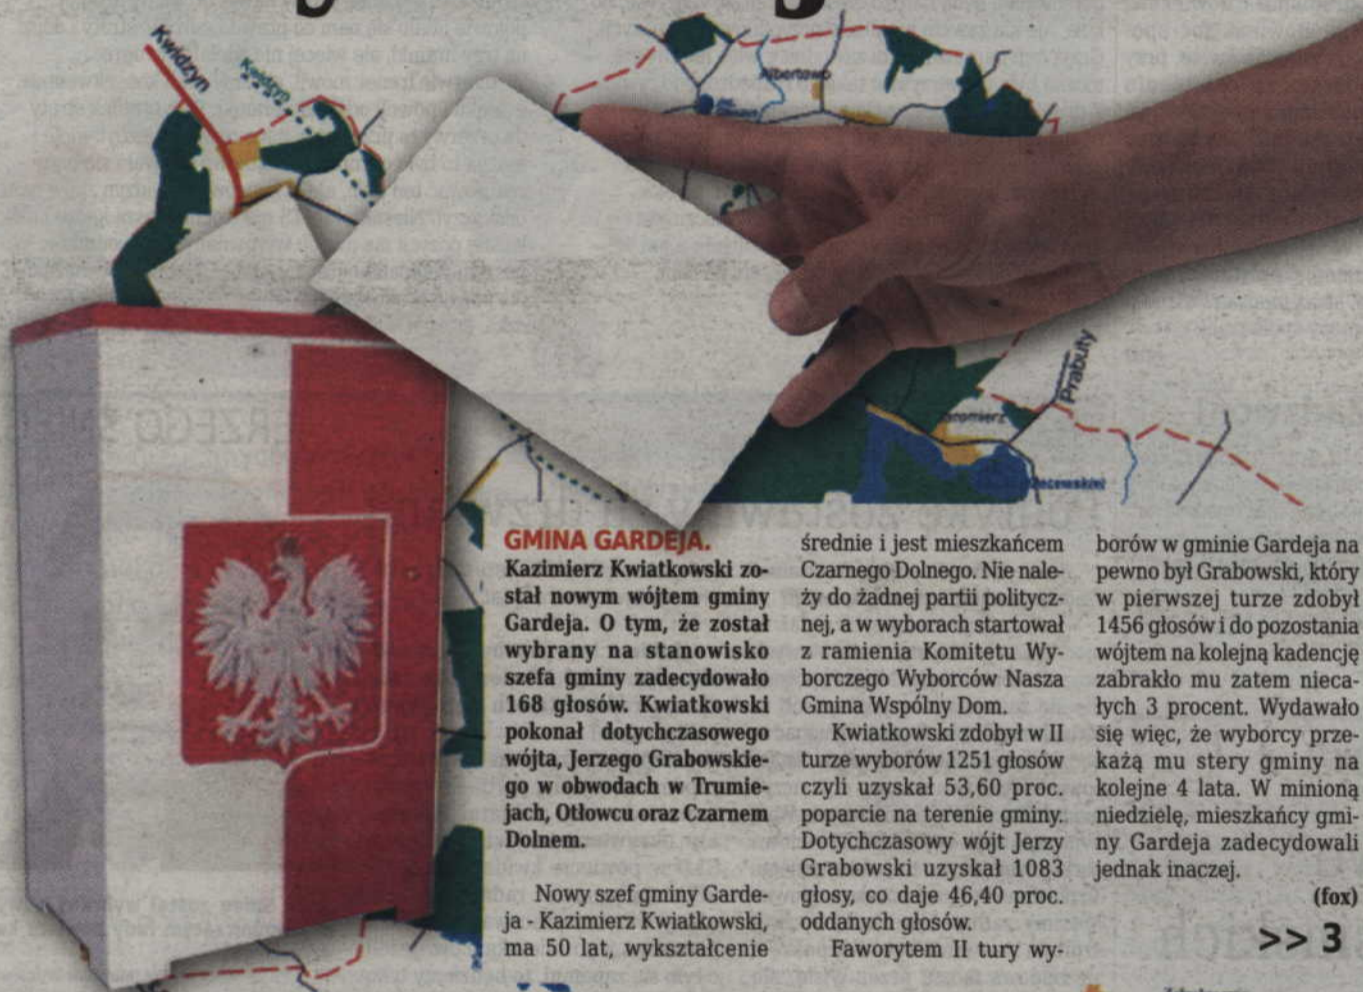 Kwidzyn
Kwidzyn
Albertowo
Prabuty
GMINA GARDEJA.
Kazimierz Kwiatkowski zo-
stał nowym wójtem gminy
Gardeja. O tym, że został
wybrany na stanowisko
szefa gminy zadecydowało
168 głosów. Kwiatkowski
pokonał dotychczasowego
wójta, Jerzego Grabowskie-
go w obwodach w Trumie-
jach, Otłowcu oraz Czarnem
Dolnem.
Nowy szef gminy Garde-
ja - Kazimierz Kwiatkowski,
ma 50 lat, wykształcenie
średnie i jest mieszkańcem
Czarnego Dolnego. Nie nale-
ży do żadnej partii politycz-
nej, a w wyborach startował
z ramienia Komitetu Wy-
borczego Wyborców Nasza
Gmina Wspólny Dom.
Kwiatkowski zdobył w II
turze wyborów 1251 głosów
czyli uzyskał 53,60 proc.
poparcie na terenie gminy.
Dotychczasowy wójt Jerzy
Grabowski uzyskał 1083
głosy, co daje 46,40 proc.
oddanych głosów.
Faworytem II tury wy-
borów w gminie Gardeja na
pewno był Grabowski, który
w pierwszej turze zdobył
1456 głosów i do pozostania
wójtem na kolejną kadencję
zabrakło mu zatem nieca-
łych 3 procent. Wydawało
się więc, że wyborcy prze-
każą mu stery gminy na
kolejne 4 lata. W minioną
niedzielę, mieszkańcy gmi-
ny Gardeja zadecydowali
jednak inaczej.
(fox)
>> 3